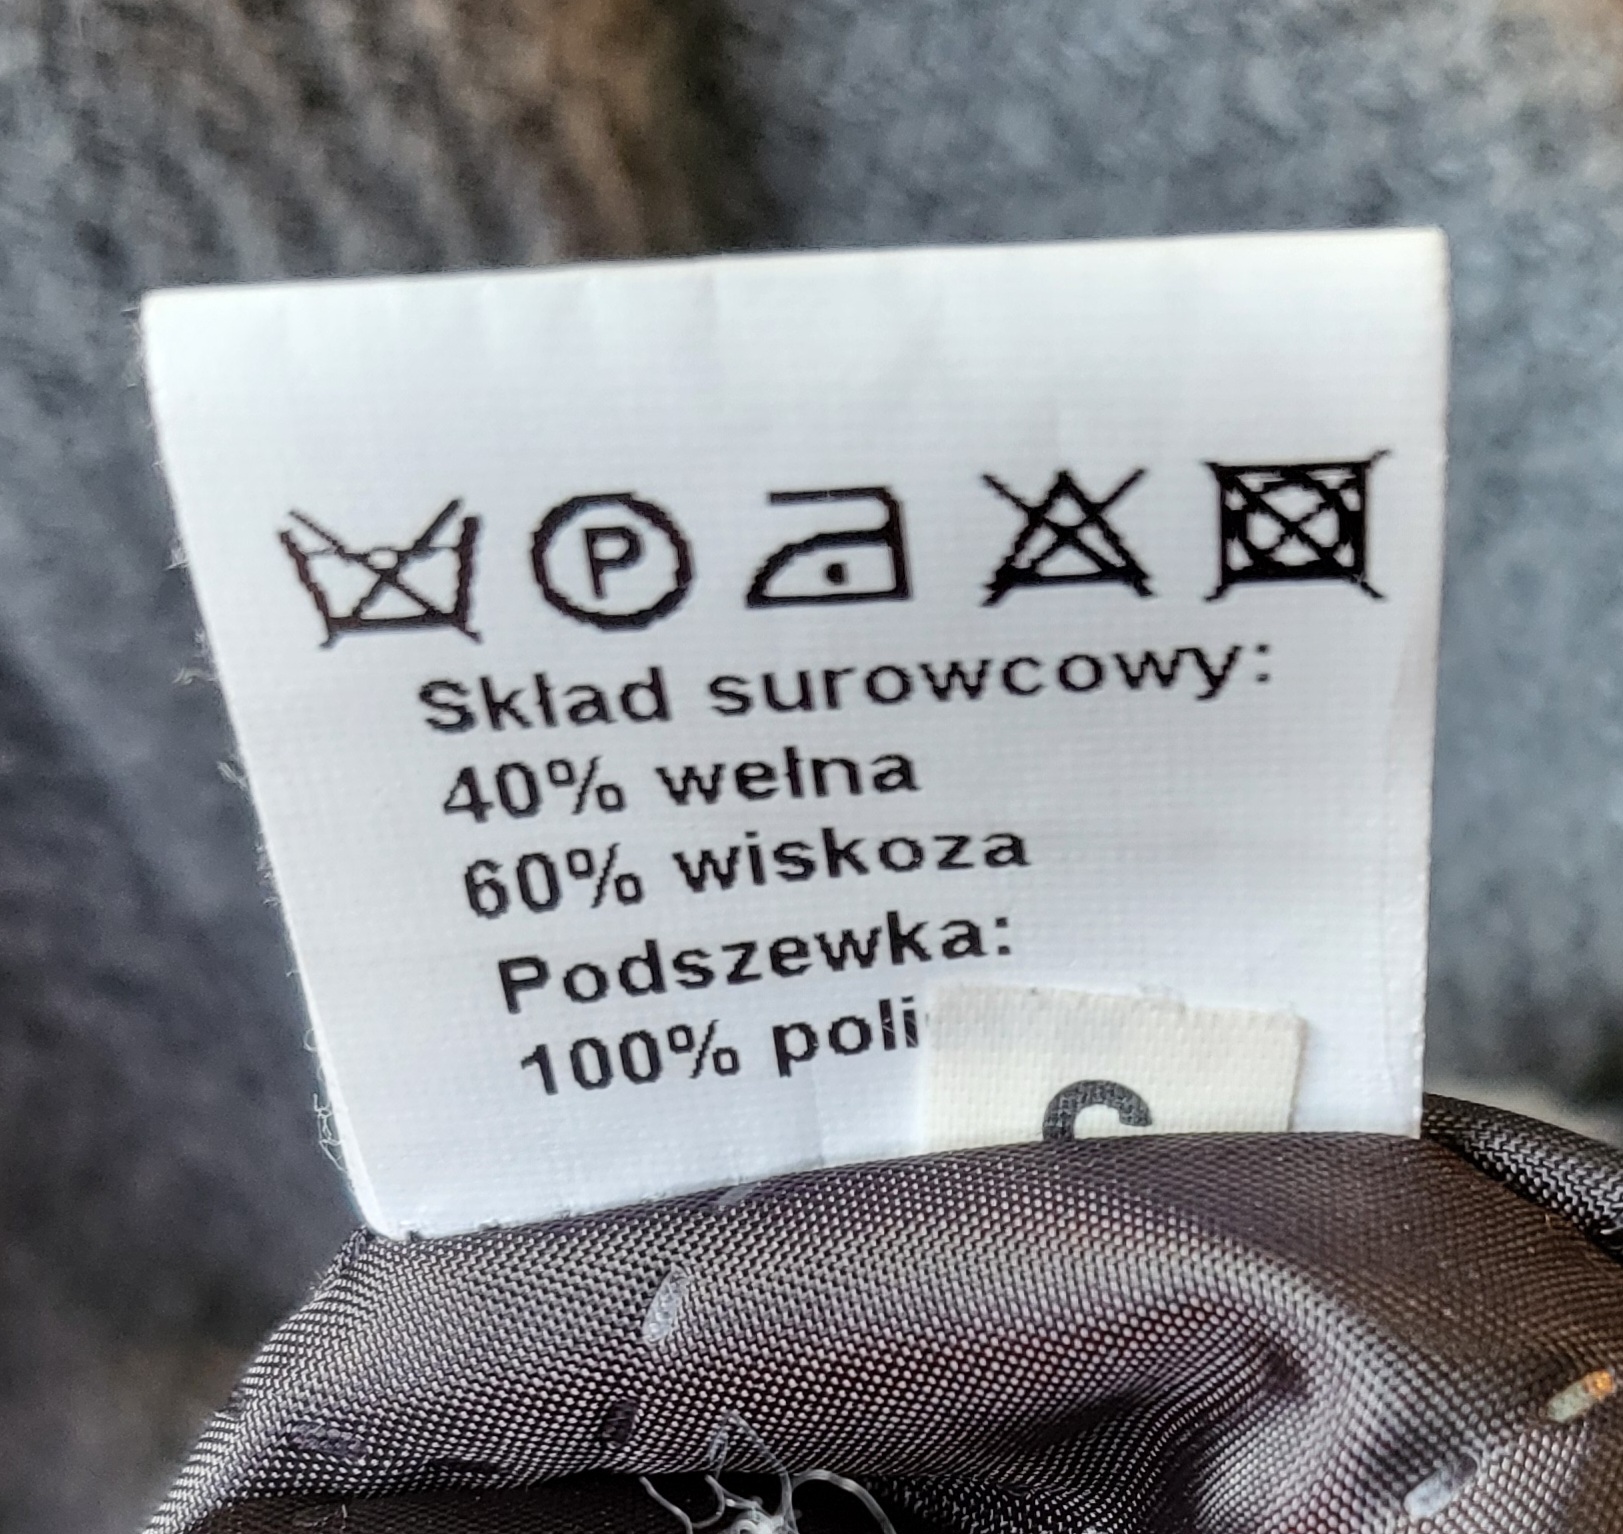 P
Skład surowcowy:
40% wełna
60% wiskoza
Podszewka:
100% poli